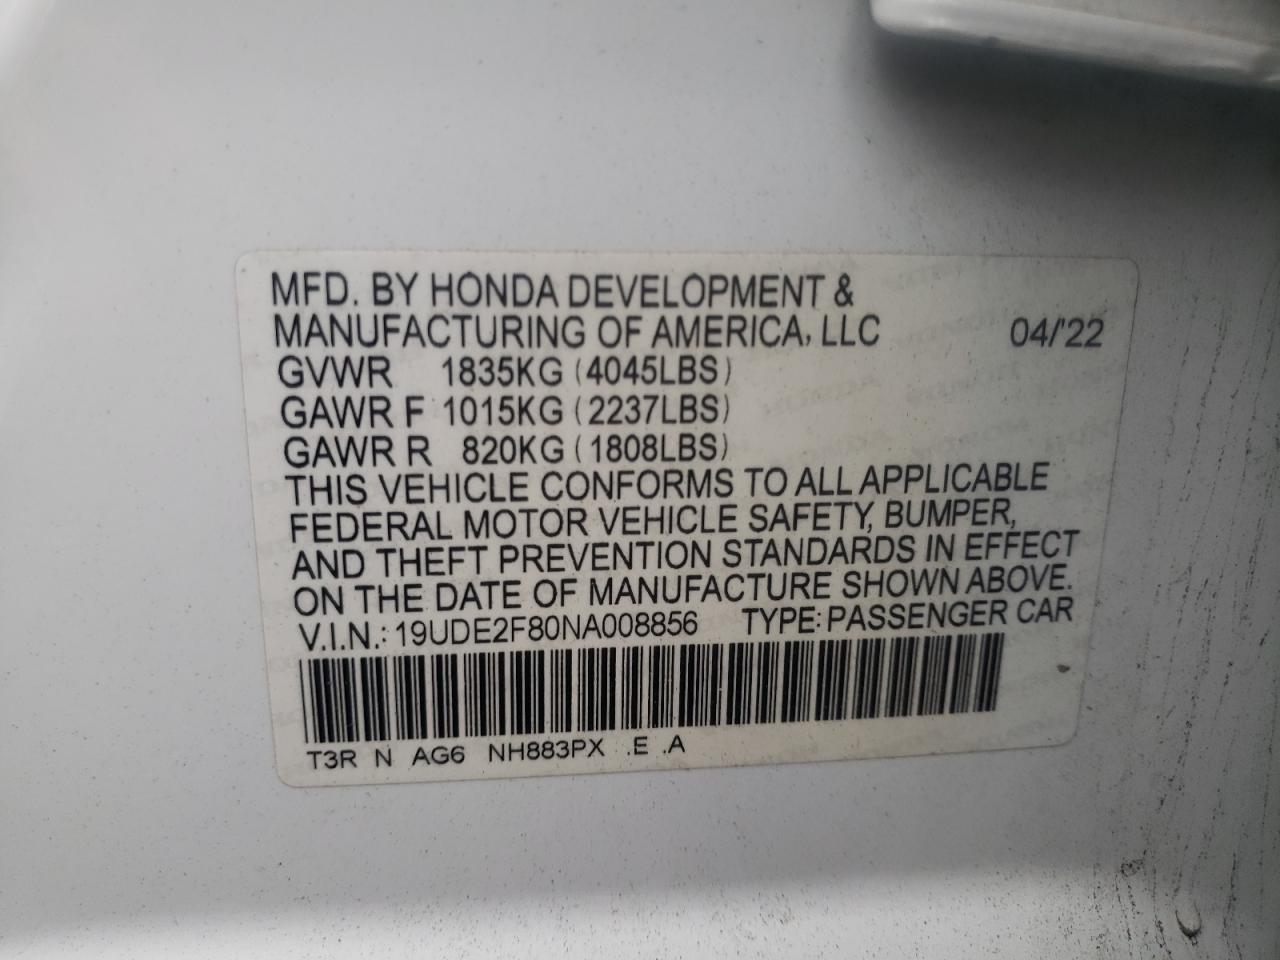 MFD. BY HONDA DEVELOPMENT &
MANUFACTURING OF AMERICA, LLC 04/'22
GVWR 1835KG (4045LBS)
GAWR F 1015KG (2237LBS)
GAWR R 820KG (1808LBS)
THIS VEHICLE CONFORMS TO ALL APPLICABLE
FEDERAL MOTOR VEHICLE SAFETY, BUMPER,
AND THEFT PREVENTION STANDARDS IN EFFECT
ON THE DATE OF MANUFACTURE SHOWN ABOVE.
V.I.N.: 19UDE2F80NA008856 TYPE: PASSENGER CAR
T3R N AG6 NH883PX .E .A